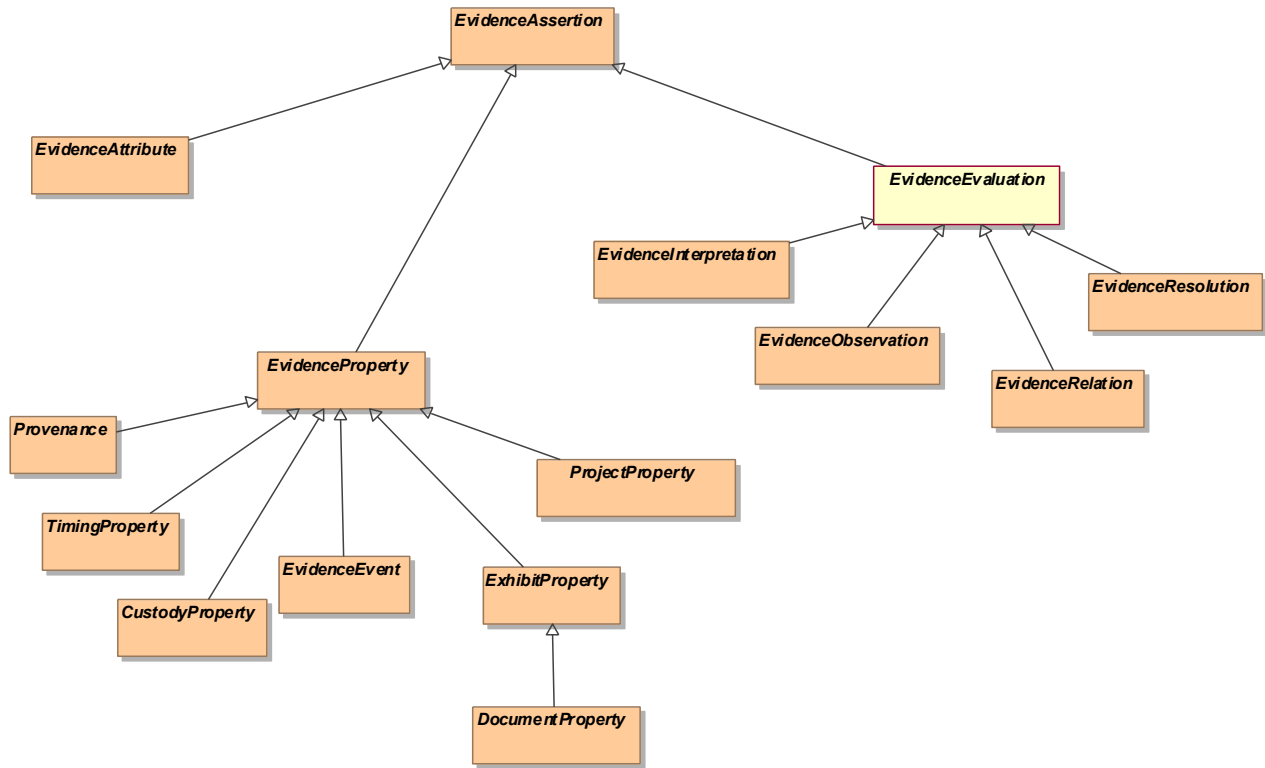 EvidenceAssertion
EvidenceAttribute
EvidenceEvaluation
EvidenceInterpretation
EvidenceResolution
EvidenceObservation
EvidenceRelation
EvidenceProperty
Provenance
ProjectProperty
TimingProperty
EvidenceEvent
ExhibitProperty
CustodyProperty
DocumentProperty